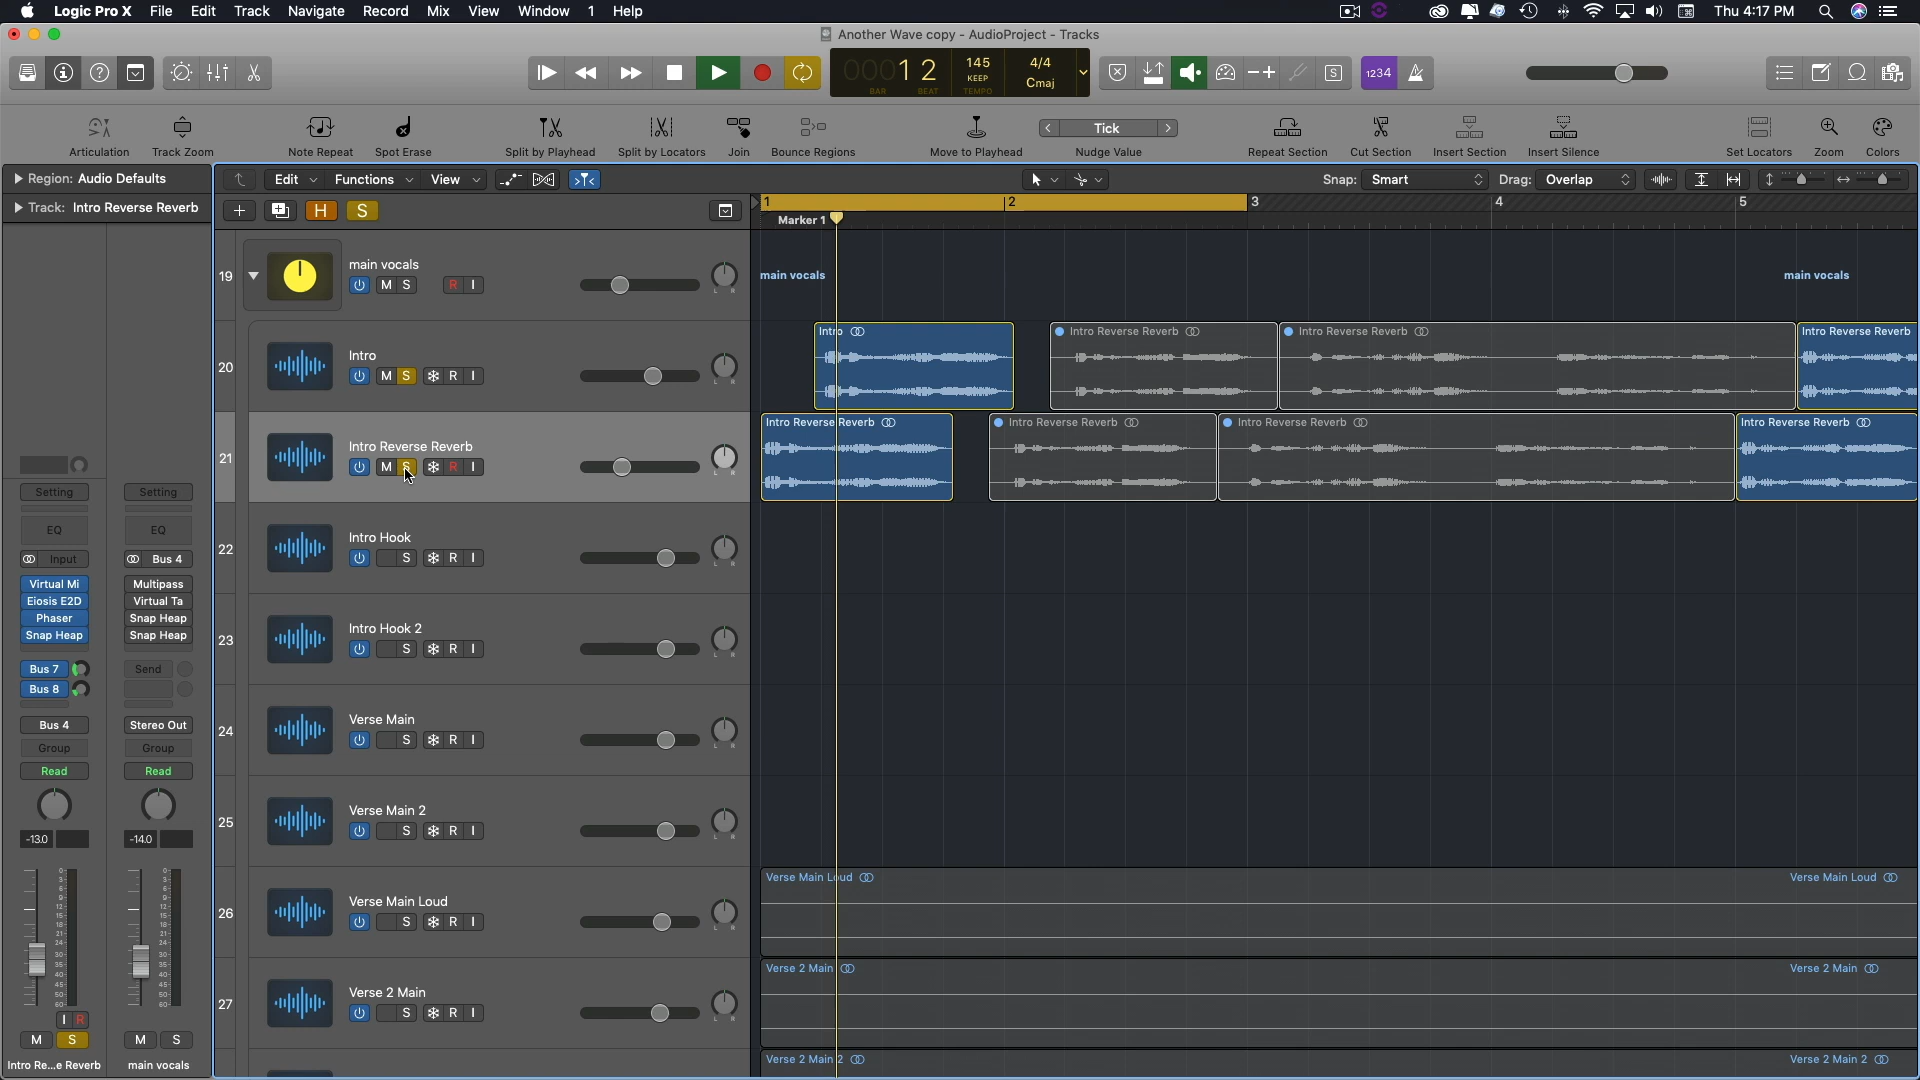 Logic Pro X File Edit Track Navigate Record Mix View Window 1 Help Thu 4:17 PM
Another Wave copy - AudioProject - Tracks
0001 2 145 4/4
KEEP Cmaj
BAR BEAT TEMPO
1234
S
Articulation Track Zoom Note Repeat Spot Erase Split by Playhead Split by Locators Join Bounce Regions Move to Playhead Tick Nudge Value Repeat Section Cut Section Insert Section Insert Silence Set Locators Zoom Colors
Region: Audio Defaults
Track: Intro Reverse Reverb
Edit Functions View Snap: Smart Drag: Overlap
H S
1 2 3 4 5
Marker 1
19 main vocals
M S R I
main vocals main vocals
20 Intro
M S R I
Intro Intro Reverse Reverb Intro Reverse Reverb Intro Reverse Reverb
21 Intro Reverse Reverb
M S R I
Intro Reverse Reverb Intro Reverse Reverb Intro Reverse Reverb Intro Reverse Reverb
22 Intro Hook
S R I
23 Intro Hook 2
S R I
24 Verse Main
S R I
25 Verse Main 2
S R I
26 Verse Main Loud
S R I
Verse Main Loud Verse Main Loud
27 Verse 2 Main
S R I
Verse 2 Main Verse 2 Main
Verse 2 Main 2 Verse 2 Main 2
Setting Setting
EQ EQ
Input Bus 4
Virtual Mi Multipass
Eiosis E2D Virtual Ta
Phaser Snap Heap
Snap Heap Snap Heap
Bus 7 Send
Bus 8
Bus 4 Stereo Out
Group Group
Read Read
-13.0 -14.0
I R
M S M S
Intro Re...e Reverb main vocals